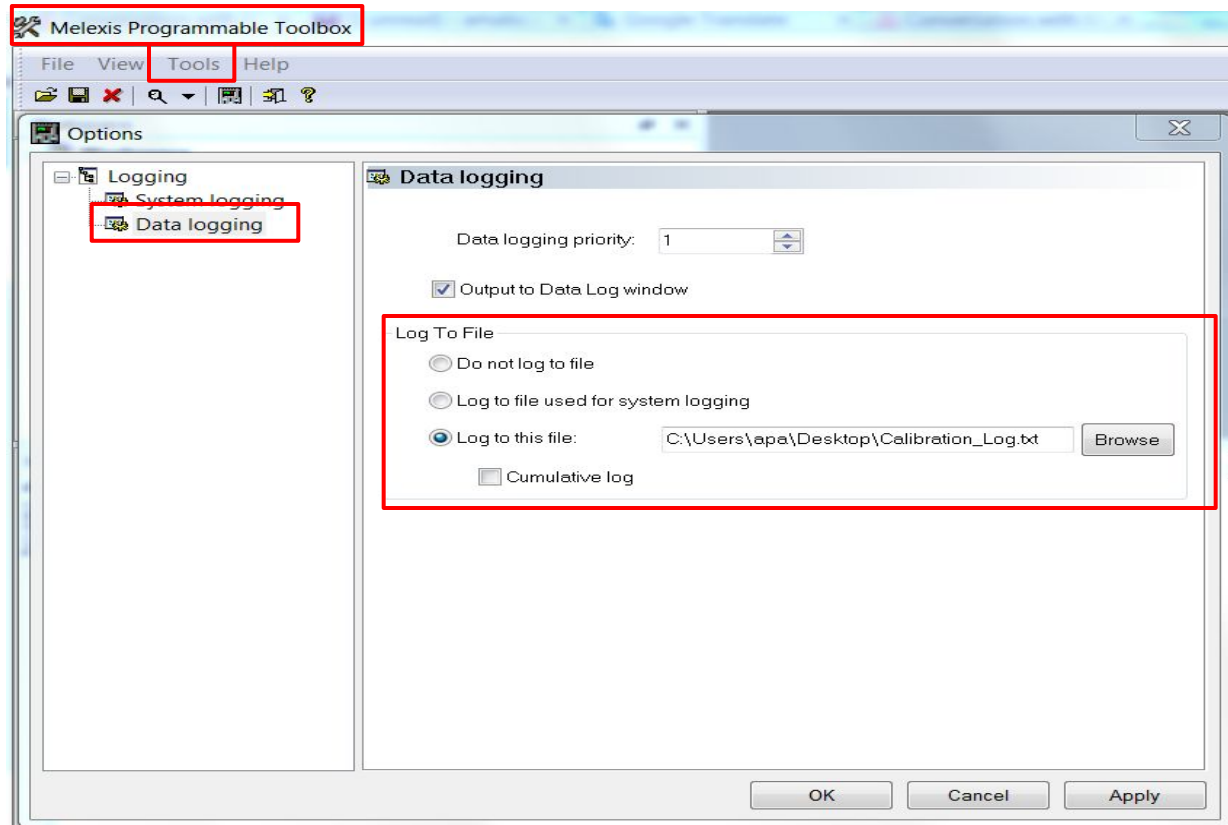 Melexis Programmable Toolbox
File View Tools Help
Options
Logging
System logging
Data logging
Data logging
Data logging priority: 1
Output to Data Log window
Log To File
Do not log to file
Log to file used for system logging
Log to this file: C:\Users\apa\Desktop\Calibration_Log.txt Browse
Cumulative log
OK Cancel Apply